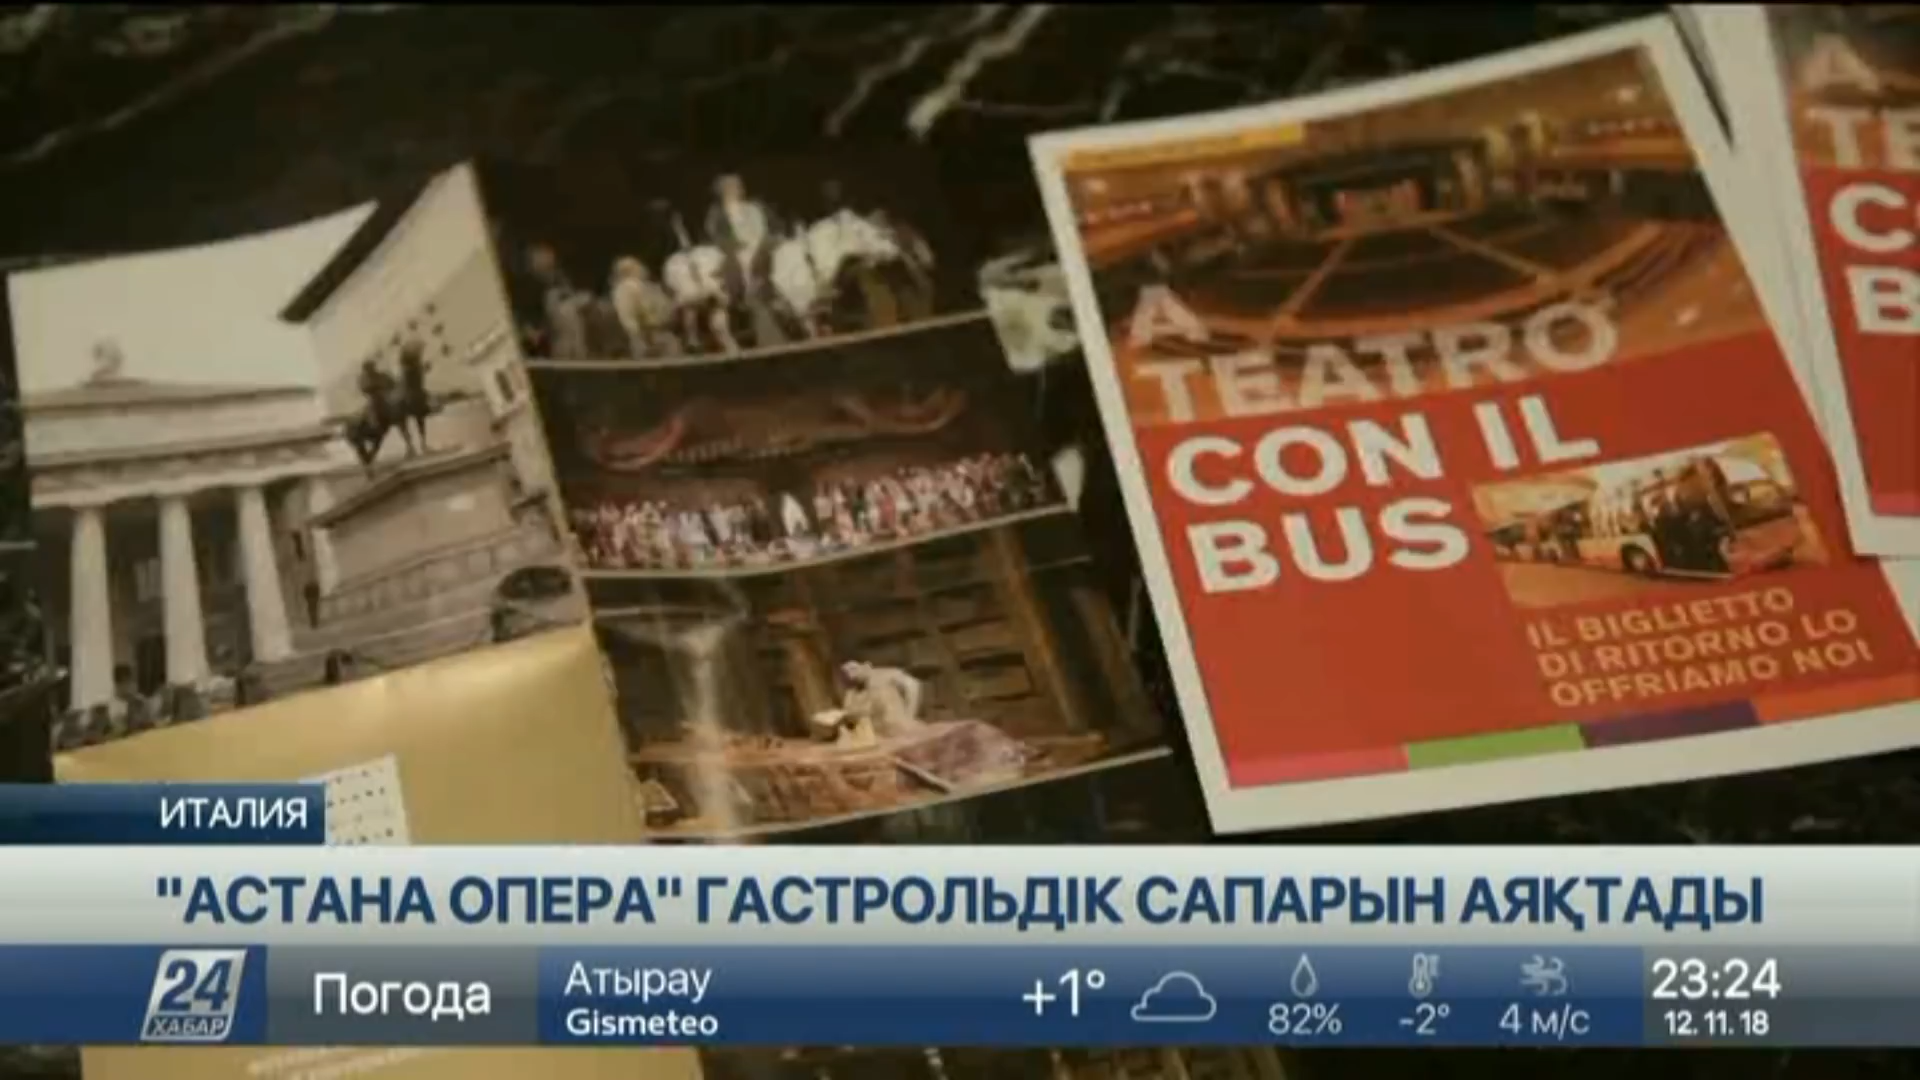 A
TEATRO
CON IL
BUS
IL BIGLIETTO
DI RITORNO LO
OFFRIAMO NOI
A
TE
C
B
ИТАЛИЯ
"АСТАНА ОПЕРА" ГАСТРОЛЬДІК САПАРЫН АЯҚТАДЫ
24
ХАБАР
Погода
Атырау
Gismeteo
+1°
82%
-2°
4 м/с
23:24
12.11.18